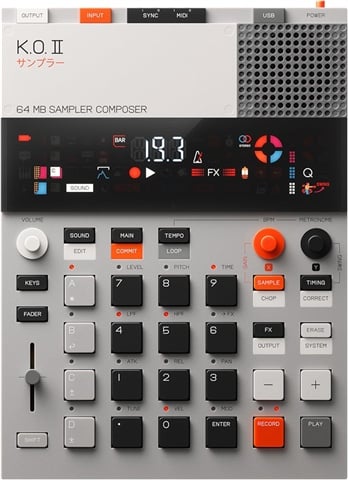 OUTPUT INPUT SYNC MIDI USB POWER
K.O. II
サンプラー
64 MB SAMPLER COMPOSER
BAR 19.3 STEREO
FX Q
SOUND
VOLUME BPM METRONOME
SOUND MAIN TEMPO
EDIT COMMIT LOOP
GAIN X Y
KEYS LEVEL PITCH TIME SAMPLE TIMING
A 7 8 9 CHOP CORRECT
FADER LPF HPF FX
B 4 5 6 FX ERASE
OUTPUT SYSTEM
ATK REL PAN
C 1 2 3 − +
TUNE VEL MOD
SHIFT D . 0 ENTER RECORD PLAY